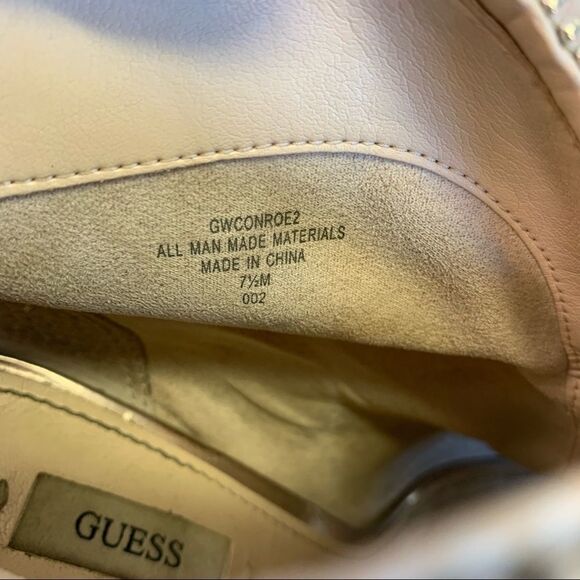 GWCONROE2
ALL MAN MADE MATERIALS
MADE IN CHINA
7½M
002
GUESS